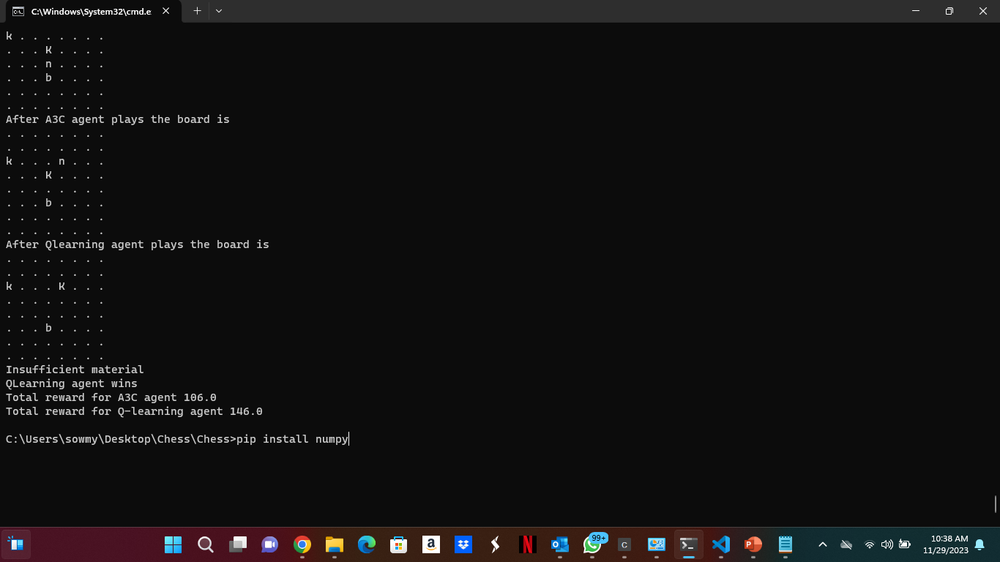 C:\Windows\System32\cmd.e
k . . . . . . .
. . . K . . . .
. . . n . . . .
. . . b . . . .
. . . . . . . .
. . . . . . . .
After A3C agent plays the board is
. . . . . . . .
. . . . . . . .
k . . . n . . .
. . . K . . . .
. . . . . . . .
. . . b . . . .
. . . . . . . .
. . . . . . . .
After Qlearning agent plays the board is
. . . . . . . .
. . . . . . . .
k . . . K . . .
. . . . . . . .
. . . . . . . .
. . . b . . . .
. . . . . . . .
. . . . . . . .
Insufficient material
QLearning agent wins
Total reward for A3C agent 106.0
Total reward for Q-learning agent 146.0
C:\Users\sowmy\Desktop\Chess\Chess>pip install numpy
99+
10:38 AM
11/29/2023